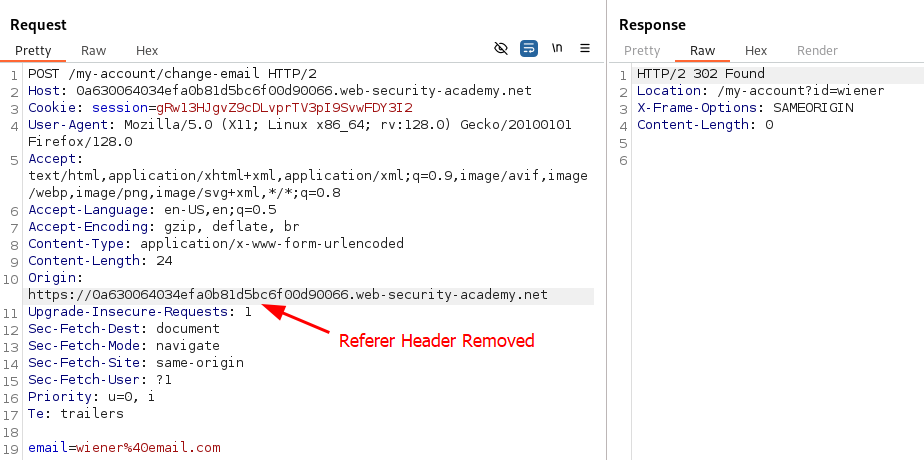 Request
Pretty Raw Hex \n
1 POST /my-account/change-email HTTP/2
2 Host: 0a630064034efa0b81d5bc6f00d90066.web-security-academy.net
3 Cookie: session=gRw13HJgvZ9cDLvprTV3pI9SvwFDY3I2
4 User-Agent: Mozilla/5.0 (X11; Linux x86_64; rv:128.0) Gecko/20100101
Firefox/128.0
5 Accept:
text/html,application/xhtml+xml,application/xml;q=0.9,image/avif,image
/webp,image/png,image/svg+xml,*/*;q=0.8
6 Accept-Language: en-US,en;q=0.5
7 Accept-Encoding: gzip, deflate, br
8 Content-Type: application/x-www-form-urlencoded
9 Content-Length: 24
10 Origin:
https://0a630064034efa0b81d5bc6f00d90066.web-security-academy.net
11 Upgrade-Insecure-Requests: 1
12 Sec-Fetch-Dest: document
13 Sec-Fetch-Mode: navigate
14 Sec-Fetch-Site: same-origin
15 Sec-Fetch-User: ?1
16 Priority: u=0, i
17 Te: trailers
18
19 email=wiener%40email.com
Referer Header Removed
Response
Pretty Raw Hex Render
1 HTTP/2 302 Found
2 Location: /my-account?id=wiener
3 X-Frame-Options: SAMEORIGIN
4 Content-Length: 0
5
6